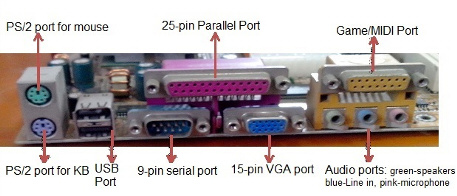 PS/2 port for mouse
25-pin Parallel Port
Game/MIDI Port
PS/2 port for KB
USB
Port
9-pin serial port
15-pin VGA port
Audio ports: green-speakers
blue-Line in, pink-microphone